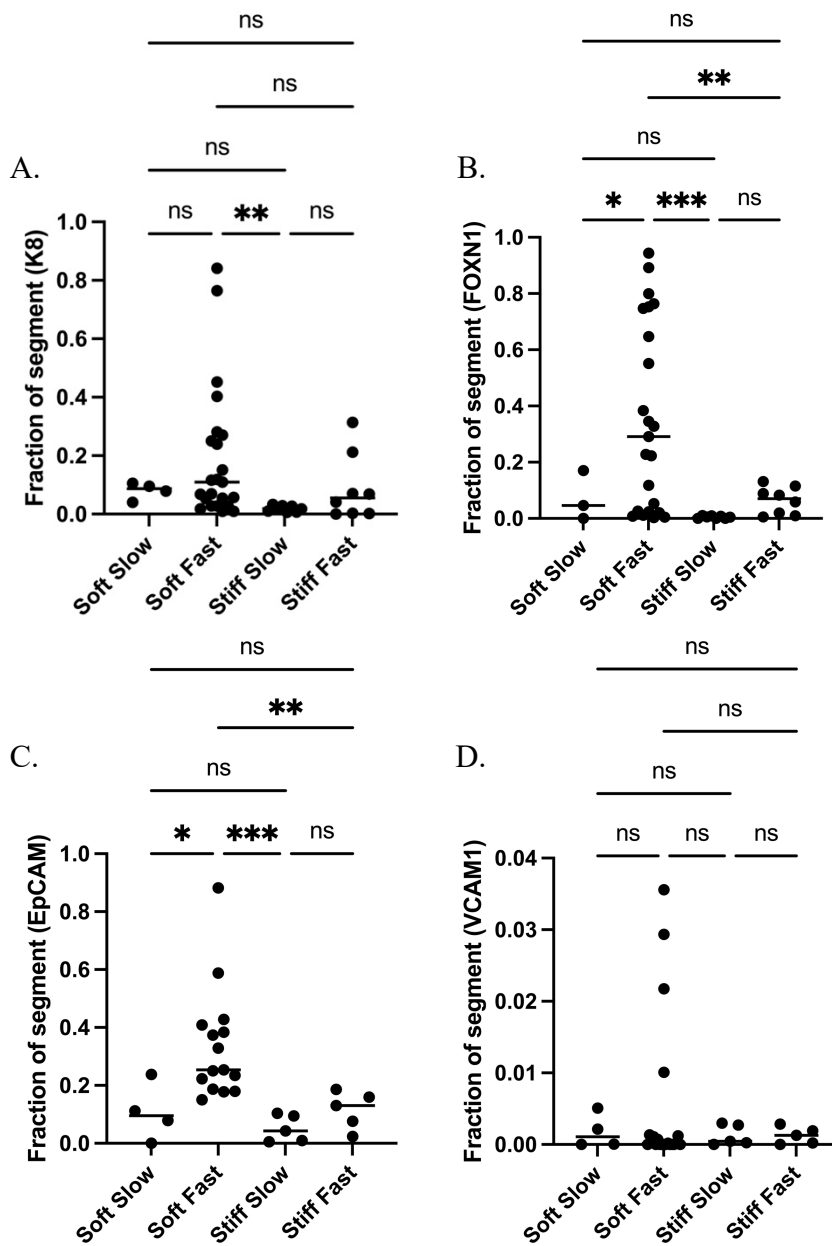 A.
ns
ns
ns
ns ** ns
Fraction of segment (K8)
1.0
0.8
0.6
0.4
0.2
0.0
Soft Slow
Soft Fast
Stiff Slow
Stiff Fast
B.
ns
**
ns
* *** ns
Fraction of segment (FOXN1)
1.0
0.8
0.6
0.4
0.2
0.0
Soft Slow
Soft Fast
Stiff Slow
Stiff Fast
C.
ns
**
ns
* *** ns
Fraction of segment (EpCAM)
1.0
0.8
0.6
0.4
0.2
0.0
Soft Slow
Soft Fast
Stiff Slow
Stiff Fast
D.
ns
ns
ns
ns ns ns
Fraction of segment (VCAM1)
0.04
0.03
0.02
0.01
0.00
Soft Slow
Soft Fast
Stiff Slow
Stiff Fast